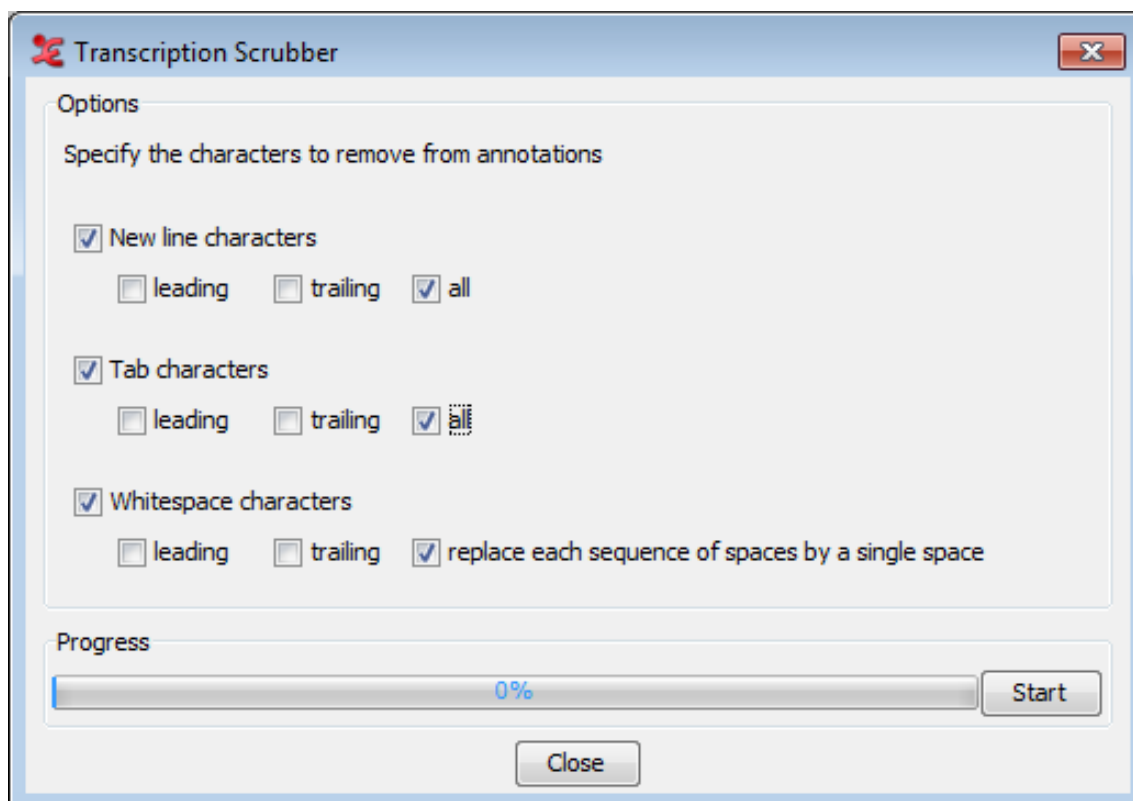 Transcription Scrubber
Options
Specify the characters to remove from annotations
New line characters
leading trailing all
Tab characters
leading trailing all
Whitespace characters
leading trailing replace each sequence of spaces by a single space
Progress
0% Start
Close